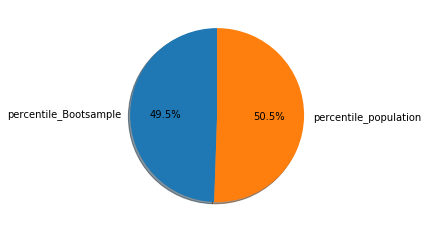 percentile_Bootsample
49.5%
50.5%
percentile_population